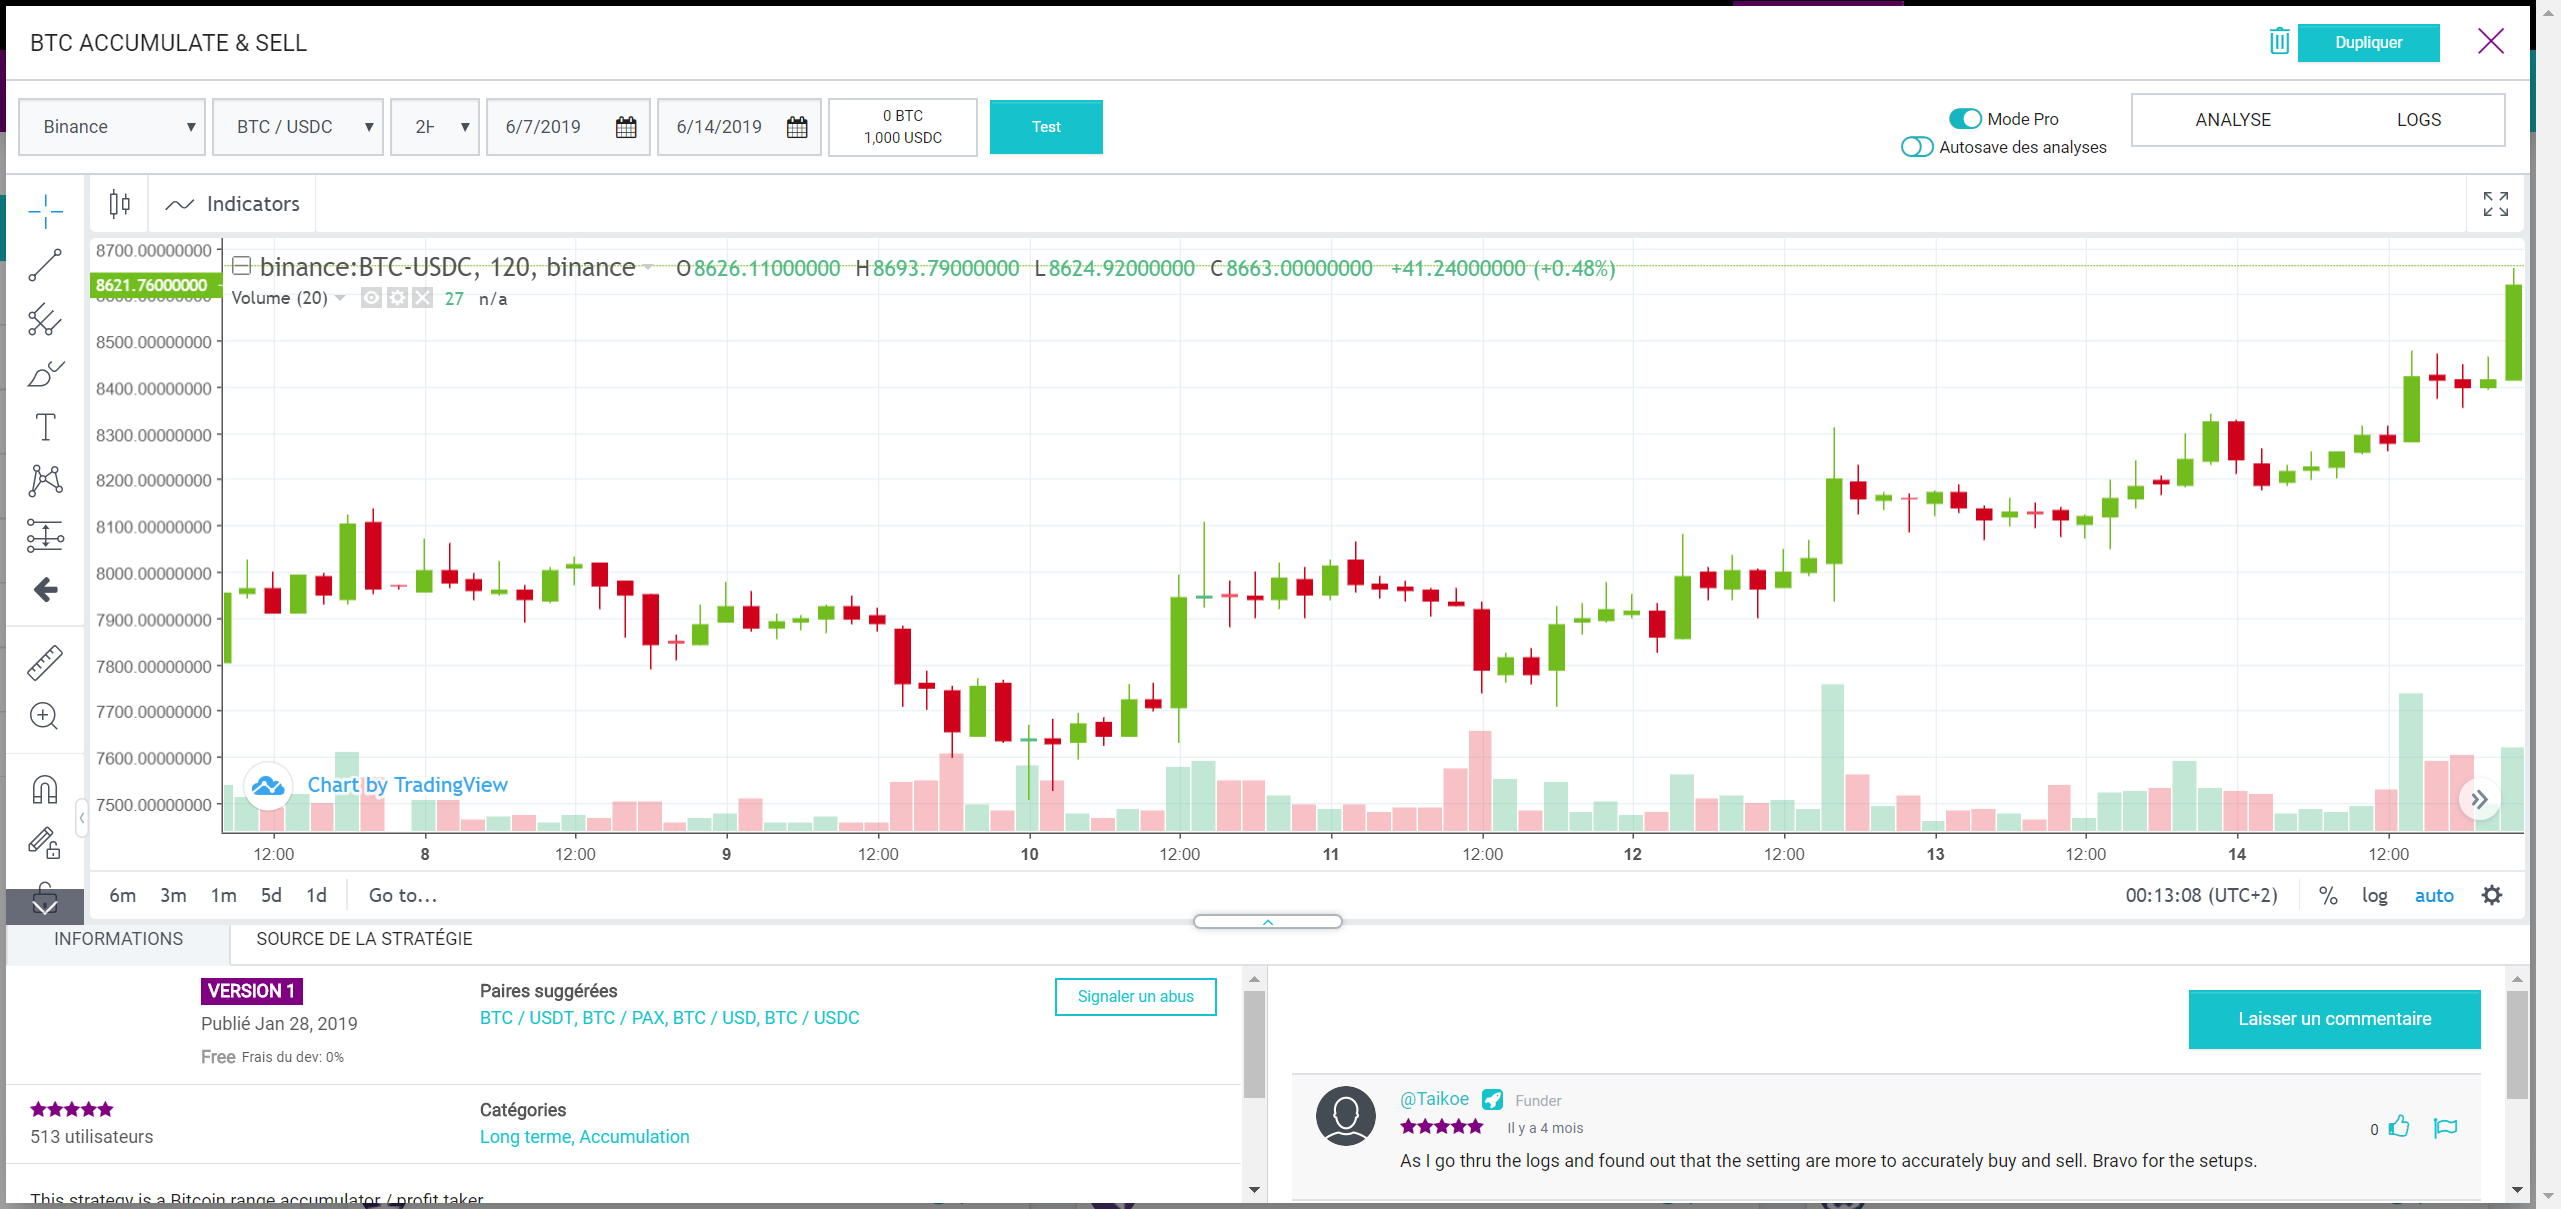 BTC ACCUMULATE & SELL
Dupliquer
Binance
BTC / USDC
2H
6/7/2019
6/14/2019
0 BTC
1,000 USDC
Test
Mode Pro
Autosave des analyses
ANALYSE
LOGS
Indicators
binance:BTC-USDC, 120, binance O8626.11000000 H8693.79000000 L8624.92000000 C8663.00000000 +41.24000000 (+0.48%)
Volume (20) 27 n/a
8700.00000000
8621.76000000
8600.00000000
8500.00000000
8400.00000000
8300.00000000
8200.00000000
8100.00000000
8000.00000000
7900.00000000
7800.00000000
7700.00000000
7600.00000000
7500.00000000
Chart by TradingView
12:00 8 12:00 9 12:00 10 12:00 11 12:00 12 12:00 13 12:00 14 12:00
6m 3m 1m 5d 1d Go to...
00:13:08 (UTC+2) % log auto
INFORMATIONS
SOURCE DE LA STRATÉGIE
VERSION 1
Publié Jan 28, 2019
Free Frais du dev: 0%
Paires suggérées
BTC / USDT, BTC / PAX, BTC / USD, BTC / USDC
Signaler un abus
513 utilisateurs
Catégories
Long terme, Accumulation
This strategy is a Bitcoin range accumulator / profit taker
Laisser un commentaire
@Taikoe Funder
Il y a 4 mois
0
As I go thru the logs and found out that the setting are more to accurately buy and sell. Bravo for the setups.